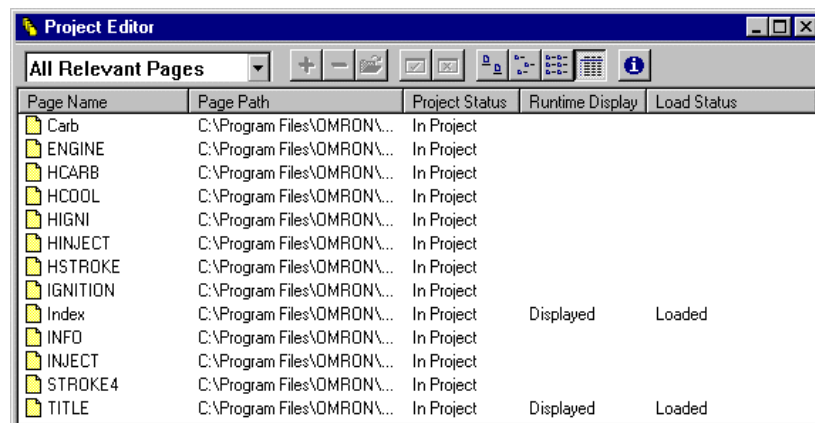 Project Editor
All Relevant Pages
Page Name Page Path Project Status Runtime Display Load Status
Carb C:\Program Files\OMRON\... In Project
ENGINE C:\Program Files\OMRON\... In Project
HCARB C:\Program Files\OMRON\... In Project
HCOOL C:\Program Files\OMRON\... In Project
HIGNI C:\Program Files\OMRON\... In Project
HINJECT C:\Program Files\OMRON\... In Project
HSTROKE C:\Program Files\OMRON\... In Project
IGNITION C:\Program Files\OMRON\... In Project
Index C:\Program Files\OMRON\... In Project Displayed Loaded
INFO C:\Program Files\OMRON\... In Project
INJECT C:\Program Files\OMRON\... In Project
STROKE4 C:\Program Files\OMRON\... In Project
TITLE C:\Program Files\OMRON\... In Project Displayed Loaded